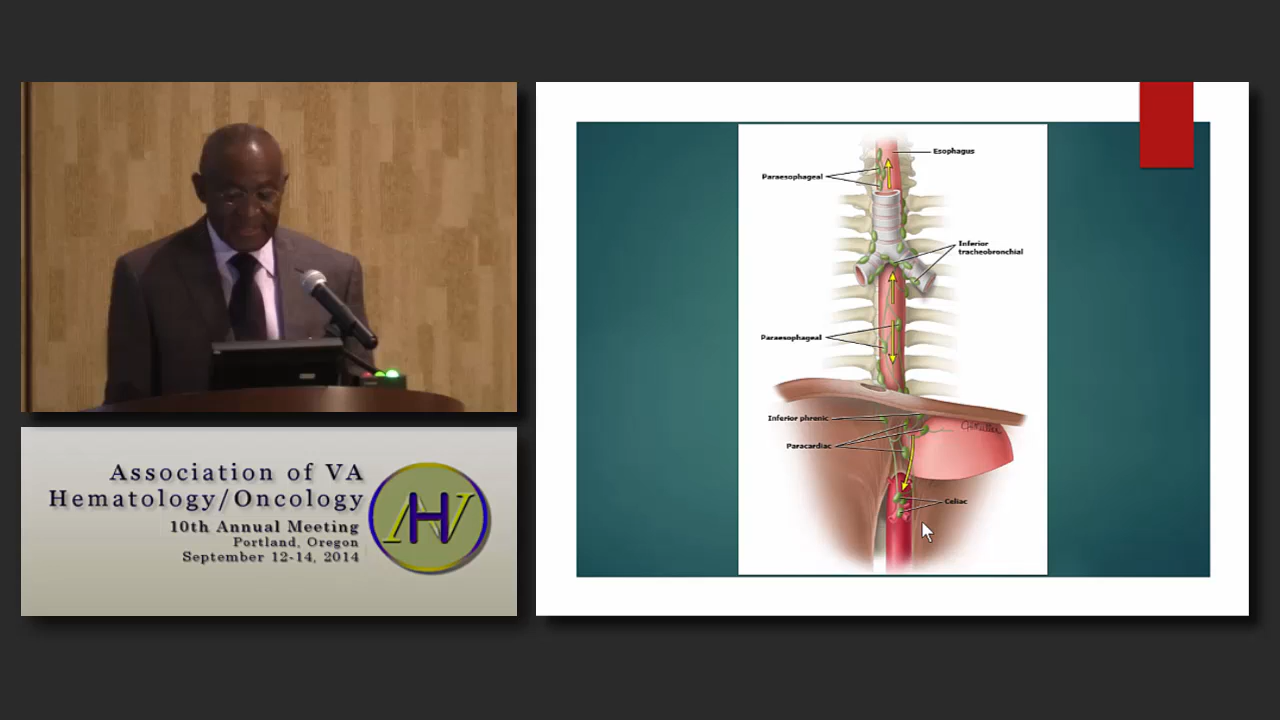 Association of VA
Hematology/Oncology
10th Annual Meeting
Portland, Oregon
September 12-14, 2014
Esophagus
Paraesophageal
Inferior
tracheobronchial
Paraesophageal
Inferior phrenic
Paracardiac
Celiac